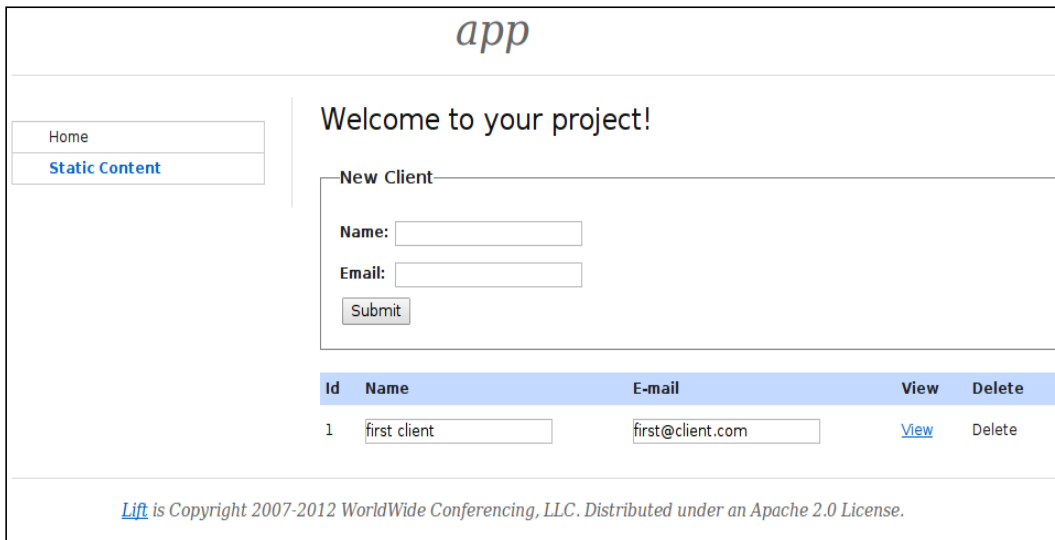 app
Home
Static Content
Welcome to your project!
New Client
Name:
Email:
Submit
Id Name E-mail View Delete
1 first client first@client.com View Delete
Lift is Copyright 2007-2012 WorldWide Conferencing, LLC. Distributed under an Apache 2.0 License.